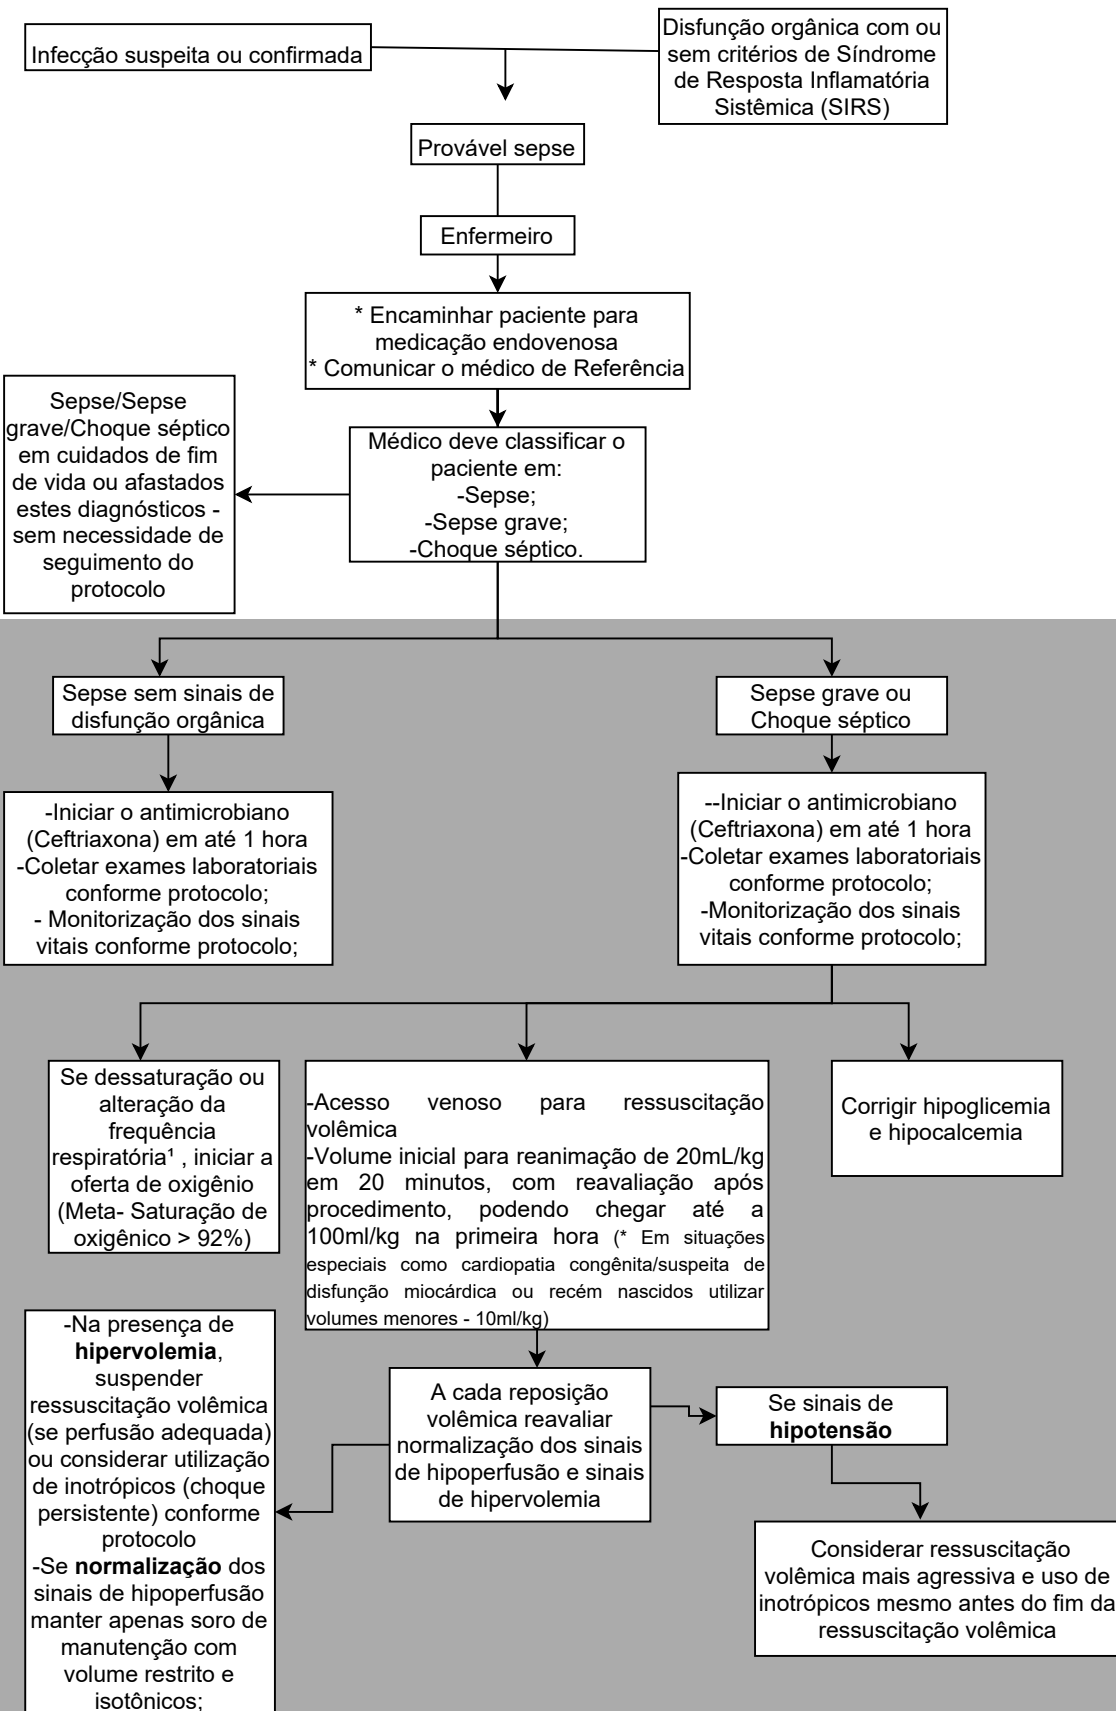 Infecção suspeita ou confirmada
Disfunção orgânica com ou
sem critérios de Síndrome
de Resposta Inflamatória
Sistêmica (SIRS)
Provável sepse
Enfermeiro
* Encaminhar paciente para
medicação endovenosa
* Comunicar o médico de Referência
Sepse/Sepse
grave/Choque séptico
em cuidados de fim
de vida ou afastados
estes diagnósticos -
sem necessidade de
seguimento do
protocolo
Médico deve classificar o
paciente em:
-Sepse;
-Sepse grave;
-Choque séptico.
Sepse sem sinais de
disfunção orgânica
Sepse grave ou
Choque séptico
-Iniciar o antimicrobiano
(Ceftriaxona) em até 1 hora
-Coletar exames laboratoriais
conforme protocolo;
- Monitorização dos sinais
vitais conforme protocolo;
--Iniciar o antimicrobiano
(Ceftriaxona) em até 1 hora
-Coletar exames laboratoriais
conforme protocolo;
-Monitorização dos sinais
vitais conforme protocolo;
Se dessaturação ou
alteração da
frequência
respiratória¹ , iniciar a
oferta de oxigênio
(Meta- Saturação de
oxigênico > 92%)
-Acesso venoso para ressuscitação
volêmica
-Volume inicial para reanimação de 20mL/kg
em 20 minutos, com reavaliação após
procedimento, podendo chegar até a
100ml/kg na primeira hora (* Em situações
especiais como cardiopatia congênita/suspeita de
disfunção miocárdica ou recém nascidos utilizar
volumes menores - 10ml/kg)
Corrigir hipoglicemia
e hipocalcemia
-Na presença de
hipervolemia,
suspender
ressuscitação volêmica
(se perfusão adequada)
ou considerar utilização
de inotrópicos (choque
persistente) conforme
protocolo
-Se normalização dos
sinais de hipoperfusão
manter apenas soro de
manutenção com
volume restrito e
isotônicos;
A cada reposição
volêmica reavaliar
normalização dos sinais
de hipoperfusão e sinais
de hipervolemia
Se sinais de
hipotensão
Considerar ressuscitação
volêmica mais agressiva e uso de
inotrópicos mesmo antes do fim da
ressuscitação volêmica